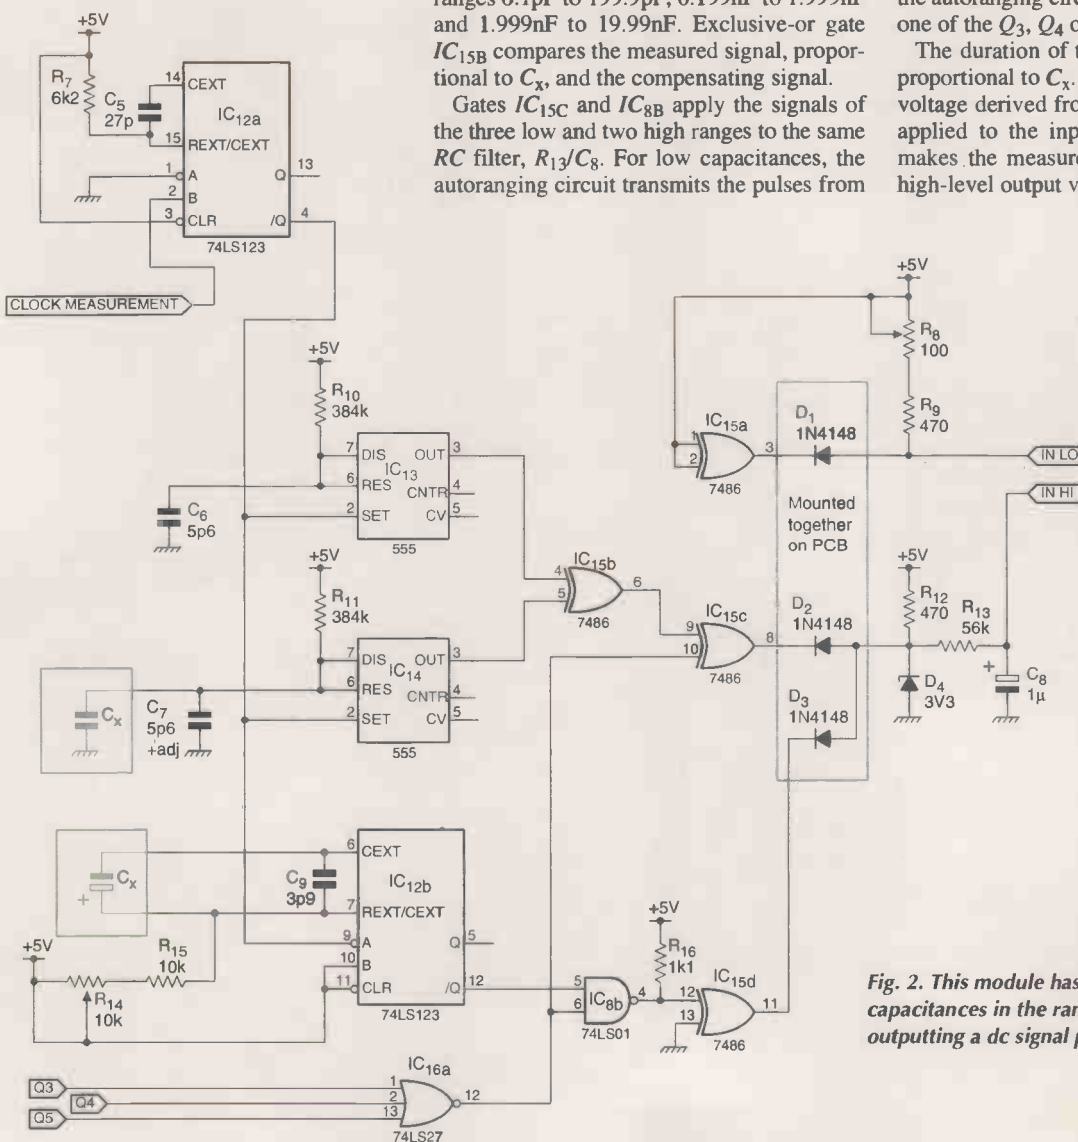 ranges 0.1pF to 199.9pF, 0.199nF to 1.999nF
and 1.999nF to 19.99nF. Exclusive-or gate
IC15B compares the measured signal, propor-
tional to Cx, and the compensating signal.
Gates IC15C and IC8B apply the signals of
the three low and two high ranges to the same
RC filter, R13/C8. For low capacitances, the
autoranging circuit transmits the pulses from
the autoranging circ
one of the Q3, Q4 o
The duration of t
proportional to Cx.
voltage derived from
applied to the inpu
makes the measure
high-level output v
+5V
R7
6k2
C5
27p
14
CEXT
IC12a
15
REXT/CEXT
13
Q
1
A
2
B
3
CLR
/Q
4
74LS123
CLOCK MEASUREMENT
+5V
R10
384k
7
DIS
OUT
3
IC13
6
RES
CNTR
4
2
SET
CV
5
555
C6
5p6
+5V
R11
384k
7
DIS
OUT
3
IC14
6
RES
CNTR
4
2
SET
CV
5
555
Cx
C7
5p6
+adj
IC15b
4
5
6
7486
IC15a
1
2
3
7486
IC15c
9
10
8
7486
D1
1N4148
Mounted
together
on PCB
D2
1N4148
D3
1N4148
+5V
R8
100
R9
470
IN LO
IN HI
+5V
R12
470
R13
56k
D4
3V3
+
C8
1µ
Cx
+
C9
3p9
6
CEXT
IC12b
7
REXT/CEXT
9
A
Q
5
10
B
11
CLR
/Q
12
74LS123
+5V
R15
10k
R14
10k
+5V
R16
1k1
5
6
IC8b
4
74LS01
12
13
IC15d
11
7486
Q3
Q4
Q5
1
2
13
IC16a
12
74LS27
Fig. 2. This module has
capacitances in the ran
outputting a dc signal p